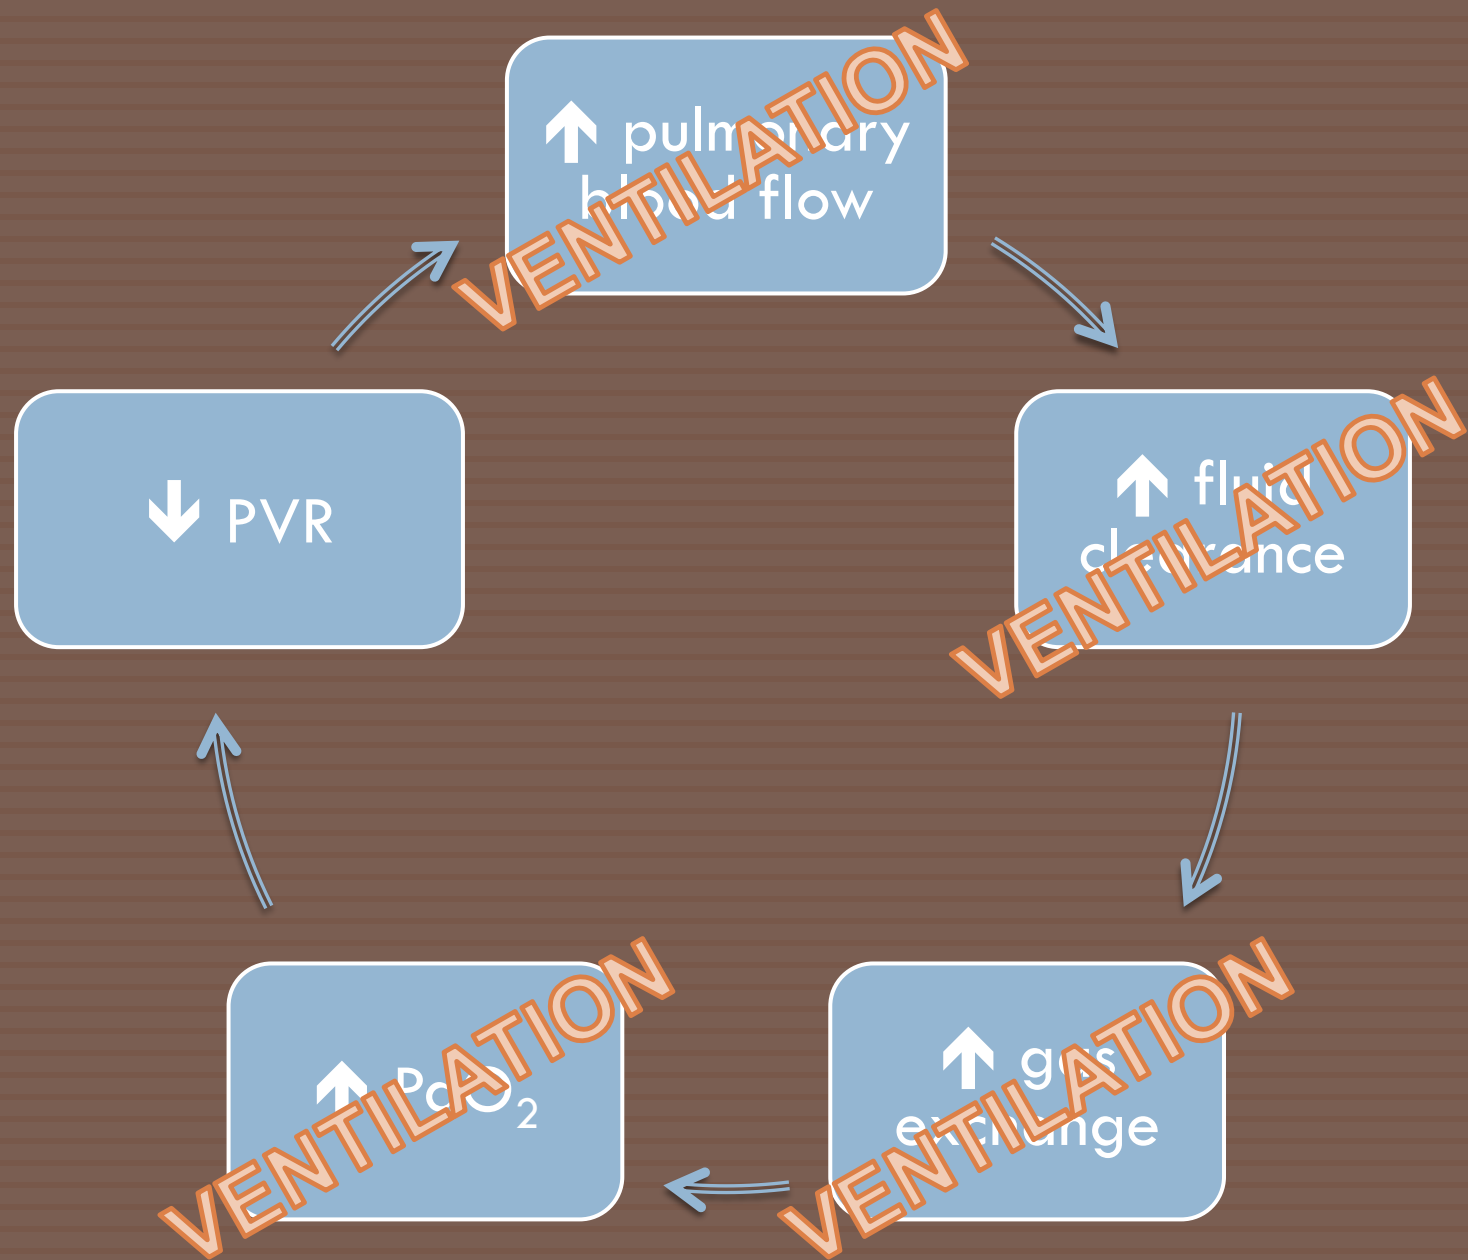 ↑ pulmonary
blood flow
VENTILATION
↑ fluid
clearance
VENTILATION
↑ gas
exchange
VENTILATION
↑ PaO₂
VENTILATION
↓ PVR